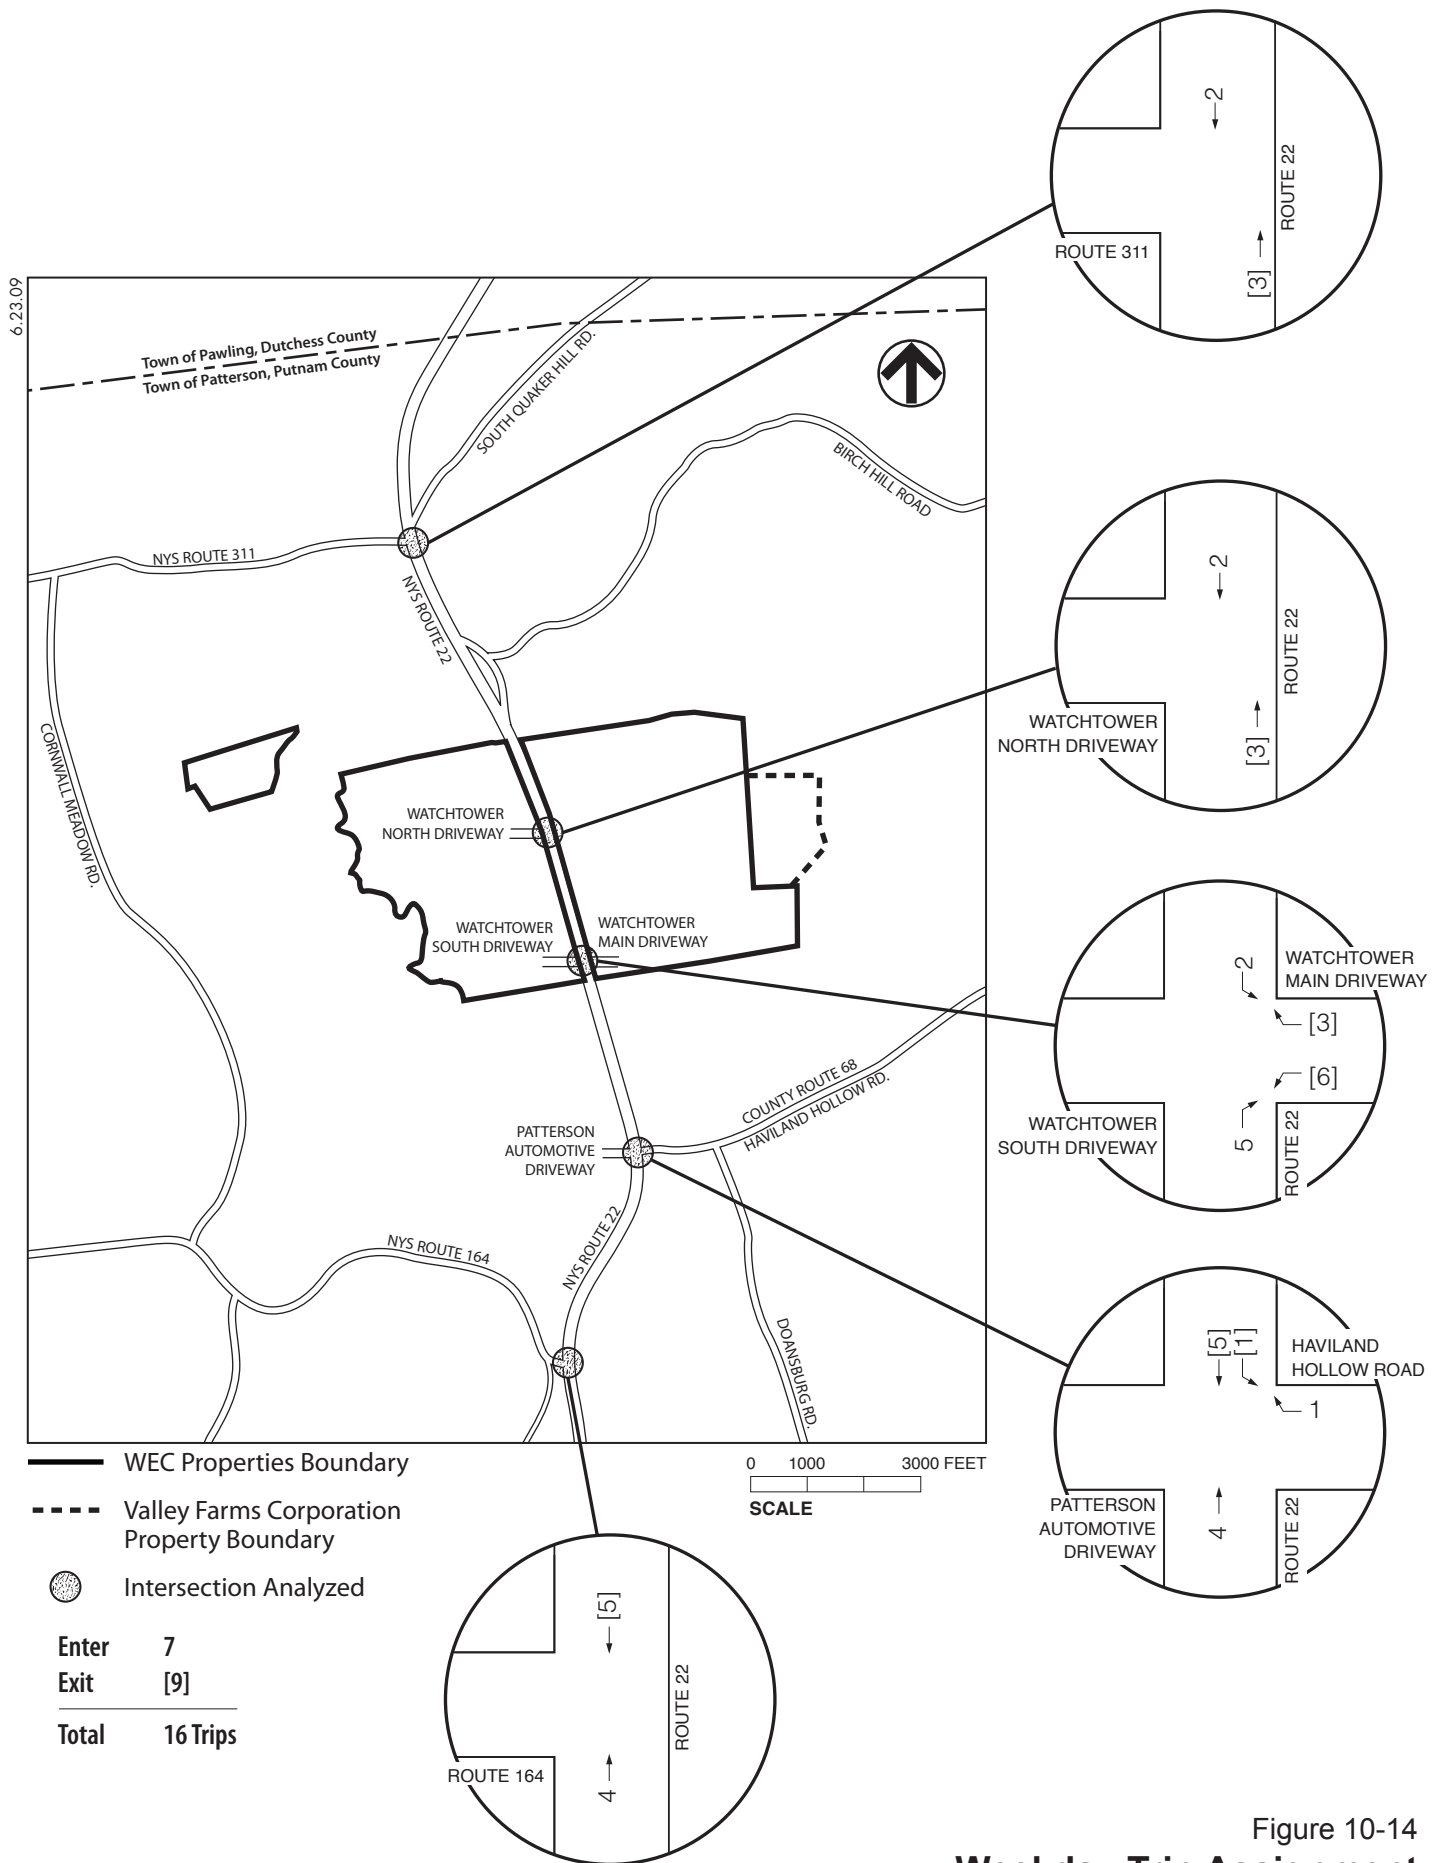 6.23.09
2
ROUTE 22
ROUTE 311
[3]
Town of Pawling, Dutchess County
Town of Patterson, Putnam County
SOUTH QUAKER HILL RD.
BIRCH HILL ROAD
NYS ROUTE 311
NYS ROUTE 22
2
ROUTE 22
WATCHTOWER
NORTH DRIVEWAY
[3]
CORNWALL MEADOW RD.
WATCHTOWER
NORTH DRIVEWAY
WATCHTOWER
SOUTH DRIVEWAY
WATCHTOWER
MAIN DRIVEWAY
2
WATCHTOWER
MAIN DRIVEWAY
[3]
[6]
WATCHTOWER
SOUTH DRIVEWAY
5
ROUTE 22
COUNTY ROUTE 68
HAVILAND HOLLOW RD.
PATTERSON
AUTOMOTIVE
DRIVEWAY
NYS ROUTE 22
NYS ROUTE 164
DOANSBURG RD.
[5]
[1]
HAVILAND
HOLLOW ROAD
1
PATTERSON
AUTOMOTIVE
DRIVEWAY
4
ROUTE 22
WEC Properties Boundary
Valley Farms Corporation
Property Boundary
Intersection Analyzed
0 1000 3000 FEET
SCALE
Enter 7
Exit [9]
Total 16 Trips
[5]
ROUTE 22
ROUTE 164
4
Figure 10-14
Weekday Trip Assignment